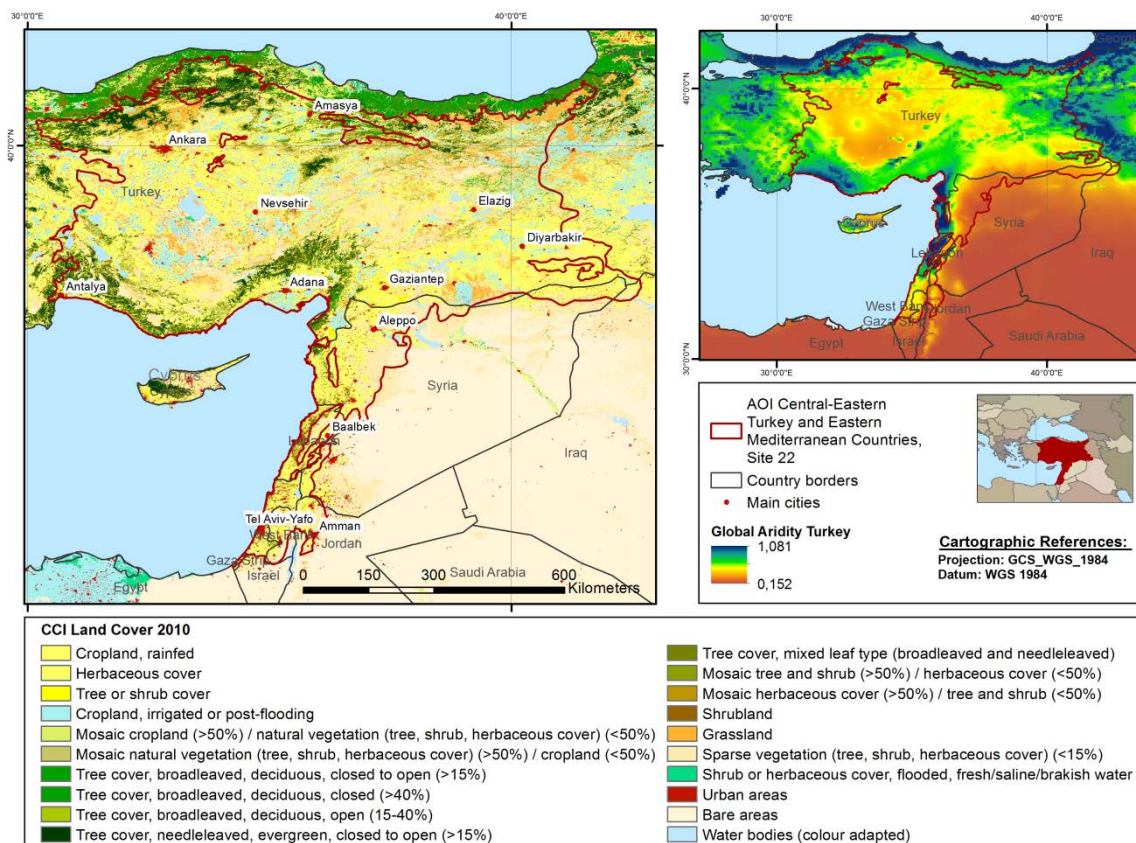 30°0'0"E
40°0'0"E
40°0'0"N
Amasya
Ankara
Turkey
Nevsehir
Elazig
Diyarbakir
Antalya
Adana
Gaziantep
Aleppo
Cyprus
Syria
Baalbek
Lebanon
Iraq
Tel Aviv-Yafo
Amman
West Bank
Jordan
Gaza Strip
Israel
Egypt
Saudi Arabia
0 150 300 450 600
Kilometers
30°0'0"E
40°0'0"E
40°0'0"N
30°0'0"N
Georgia
Turkey
Cyprus
Syria
Lebanon
Iraq
West Bank
Jordan
Gaza Strip
Israel
Egypt
Saudi Arabia
AOI Central-Eastern
Turkey and Eastern
Mediterranean Countries,
Site 22
Country borders
Main cities
Global Aridity Turkey
1,081
0,152
Cartographic References:
Projection: GCS_WGS_1984
Datum: WGS 1984
CCI Land Cover 2010
Cropland, rainfed
Herbaceous cover
Tree or shrub cover
Cropland, irrigated or post-flooding
Mosaic cropland (>50%) / natural vegetation (tree, shrub, herbaceous cover) (<50%)
Mosaic natural vegetation (tree, shrub, herbaceous cover) (>50%) / cropland (<50%)
Tree cover, broadleaved, deciduous, closed to open (>15%)
Tree cover, broadleaved, deciduous, closed (>40%)
Tree cover, broadleaved, deciduous, open (15-40%)
Tree cover, needleleaved, evergreen, closed to open (>15%)
Tree cover, mixed leaf type (broadleaved and needleleaved)
Mosaic tree and shrub (>50%) / herbaceous cover (<50%)
Mosaic herbaceous cover (>50%) / tree and shrub (<50%)
Shrubland
Grassland
Sparse vegetation (tree, shrub, herbaceous cover) (<15%)
Shrub or herbaceous cover, flooded, fresh/saline/brakish water
Urban areas
Bare areas
Water bodies (colour adapted)